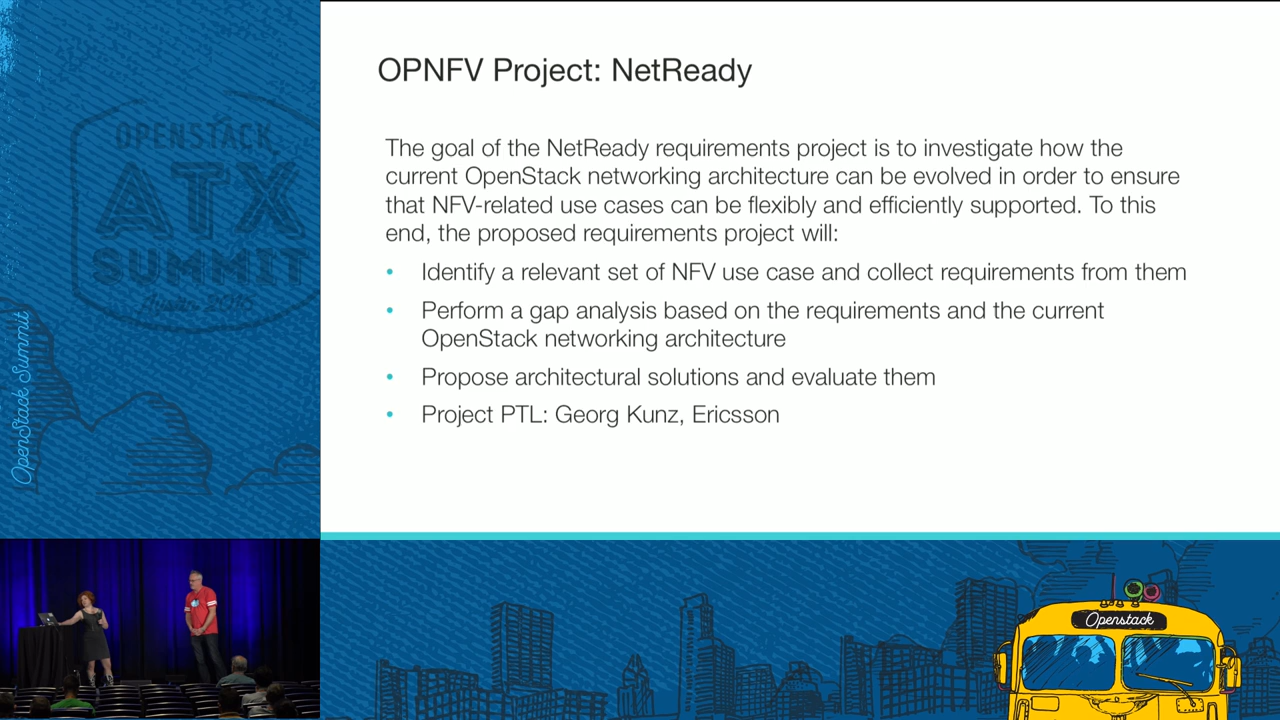 OPNFV Project: NetReady
The goal of the NetReady requirements project is to investigate how the
current OpenStack networking architecture can be evolved in order to ensure
that NFV-related use cases can be flexibly and efficiently supported. To this
end, the proposed requirements project will:
• Identify a relevant set of NFV use case and collect requirements from them
• Perform a gap analysis based on the requirements and the current
OpenStack networking architecture
• Propose architectural solutions and evaluate them
• Project PTL: Georg Kunz, Ericsson
OPENSTACK
ATX
SUMMIT
Austin 2016
OpenStack Summit
Openstack